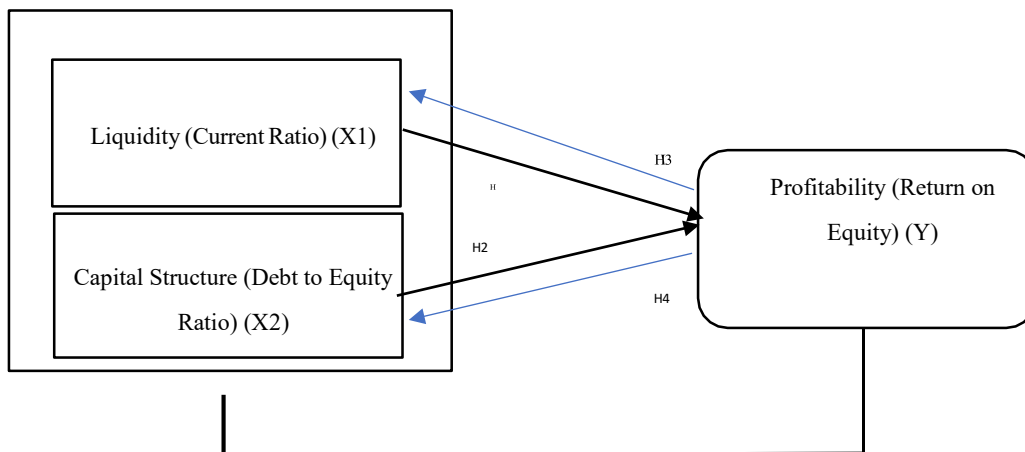 Liquidity (Current Ratio) (X1)
H3
H
Profitability (Return on
Equity) (Y)
H2
Capital Structure (Debt to Equity
Ratio) (X2)
H4